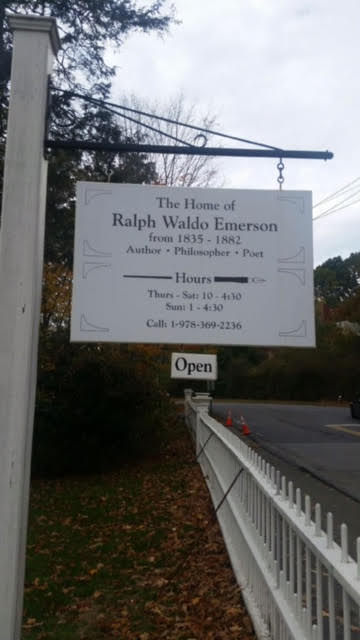 The Home of
Ralph Waldo Emerson
from 1835 - 1882
Author • Philosopher • Poet
Hours
Thurs - Sat: 10 - 4:30
Sun: 1 - 4:30
Call: 1-978-369-2236
Open